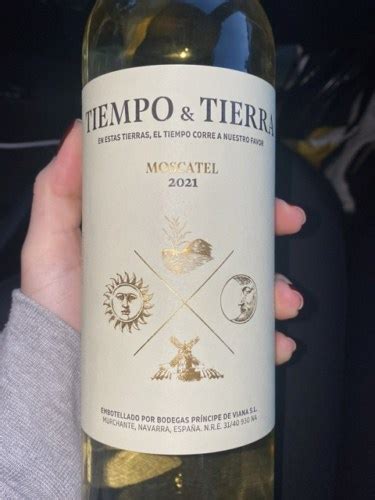 TIEMPO & TIERRA
EN ESTAS TIERRAS, EL TIEMPO CORRE A NUESTRO FAVOR
MOSCATEL
2021
EMBOTELLADO POR BODEGAS PRÍNCIPE DE VIANA S.L.
MURCHANTE, NAVARRA, ESPAÑA. N.R.E. 31/40 930 NA